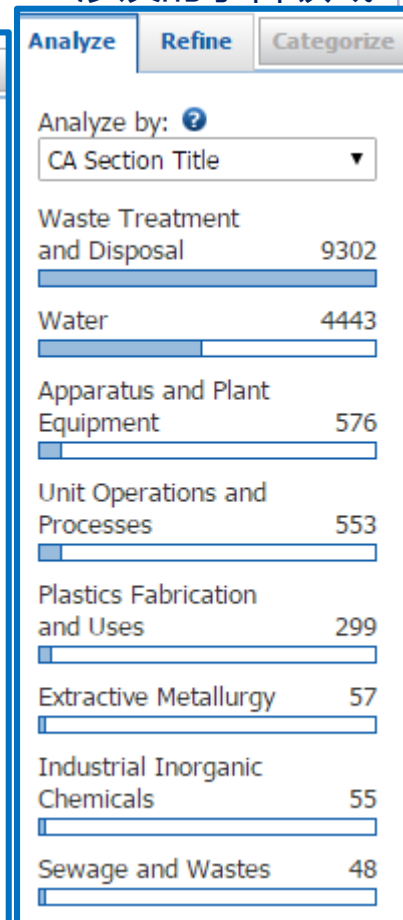 Analyze Refine Categorize
Analyze by: ?
CA Section Title
Waste Treatment
and Disposal 9302
Water 4443
Apparatus and Plant
Equipment 576
Unit Operations and
Processes 553
Plastics Fabrication
and Uses 299
Extractive Metallurgy 57
Industrial Inorganic
Chemicals 55
Sewage and Wastes 48